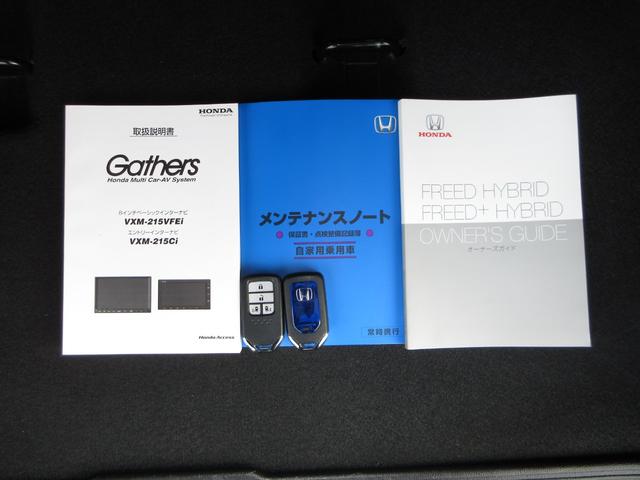 HONDA
取扱説明書
Gathers
Honda Multi Car-AV System
8インチベーシックインターナビ
VXM-215VFEi
エントリーインターナビ
VXM-215Ci
Honda Access
メンテナンスノート
保証書・点検整備記録簿
自家用乗用車
常時携行
HONDA
FREED HYBRID
FREED+ HYBRID
OWNER'S GUIDE
オーナーズガイド